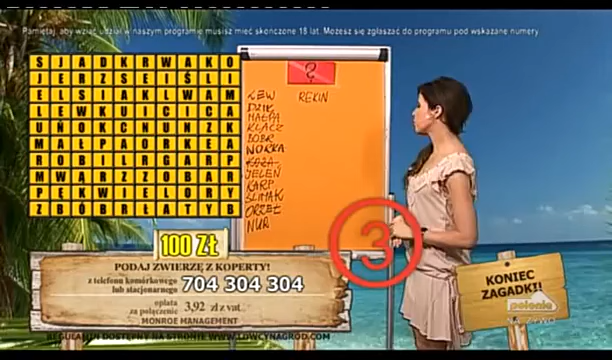 Pamiętaj, aby wziąć udział w naszym programie musisz mieć skończone 18 lat. Możesz się zgłaszać do programu pod wskazane numery
S J A D K R W A K O
J E R Z S E I Ś L I
E L S I A K L W A M
L E W K U I C I C A
U Ń O K C N I N Z K
M A Ł P A O R K E A
R O B I L R G A R P
M W Ą R Z Z O B A R
P Ę K W I E L O R Y
Z B Ó B R Ł A T Y B
?
LEW REKIN
DZIK
MAŁPA
KLACZ
BÓBR
NORKA
KOZA
JELEŃ
KARP
ŚLIMAK
ORZEŁ
NUR
3
100 ZŁ
PODAJ ZWIERZĘ Z KOPERTY!
z telefonu komórkowego
lub stacjonarnego
704 304 304
opłata
za połączenie
3,92 zł z vat
MONROE MANAGEMENT
KONIEC
ZAGADKI!
polonia
REGULAMIN DOSTĘPNY NA STRONIE WWW.LOWCYNAGROD.COM